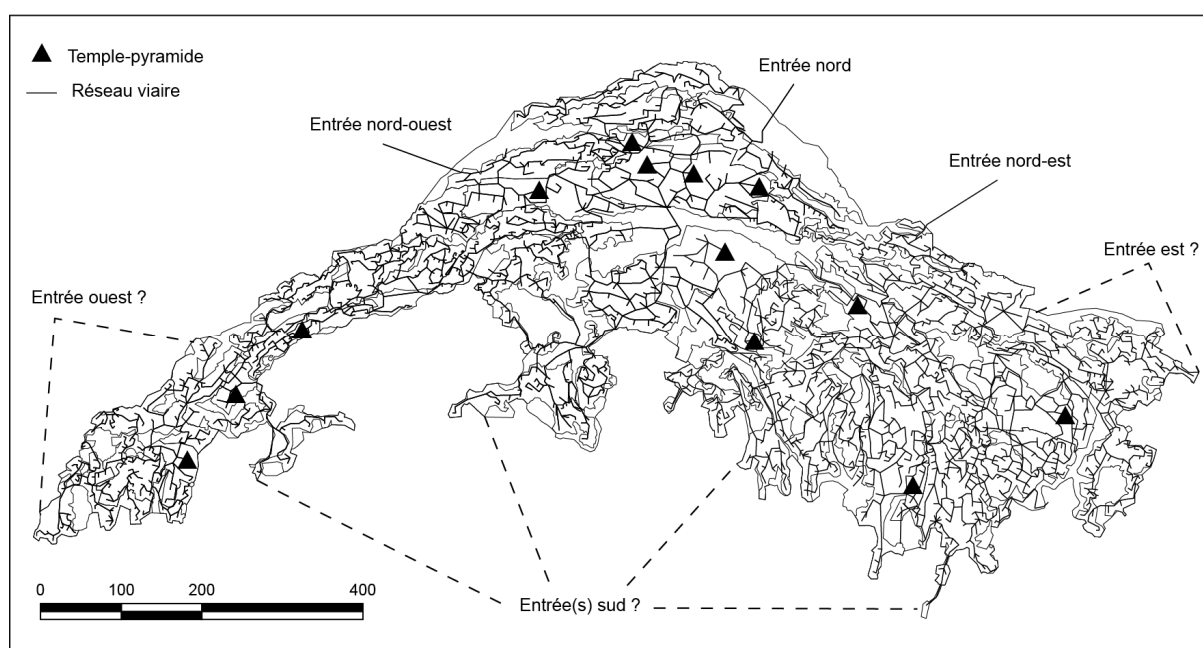 Temple-pyramide
Réseau viaire
Entrée nord
Entrée nord-ouest
Entrée nord-est
Entrée est ?
Entrée ouest ?
Entrée(s) sud ?
0 100 200 400